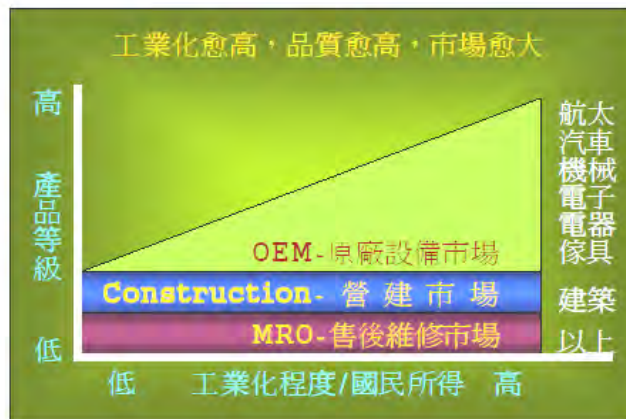 工業化愈高,品質愈高,市場愈大
高
產品等級
低
OEM-原廠設備市場
Construction-營建市場
MRO-售後維修市場
航太
汽車
機械
電子
電器
傢具
建築
以上
低 工業化程度/國民所得 高